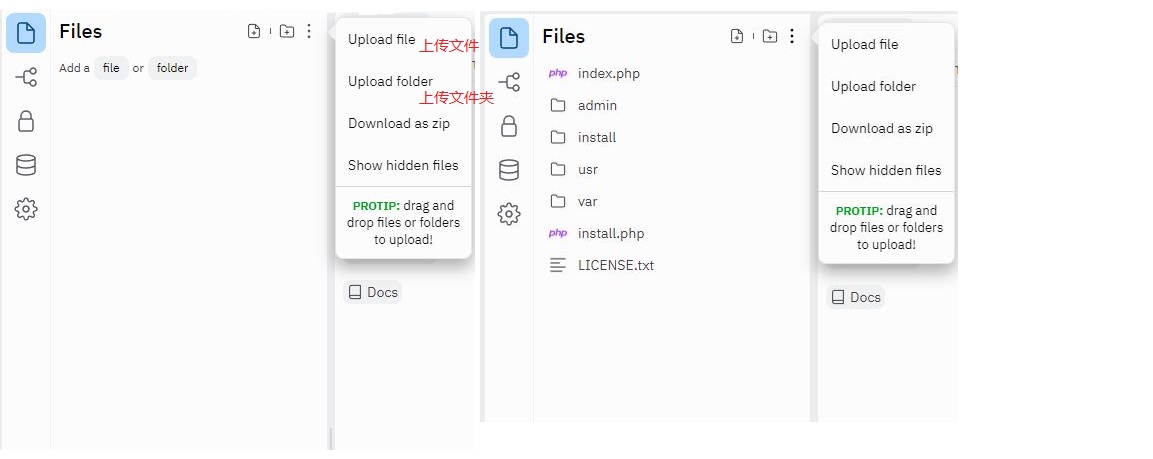 Files
Add a file or folder
Upload file
上传文件
Upload folder
上传文件夹
Download as zip
Show hidden files
PROTIP: drag and
drop files or folders
to upload!
Docs
Files
php index.php
admin
install
usr
var
php install.php
LICENSE.txt
Upload file
Upload folder
Download as zip
Show hidden files
PROTIP: drag and
drop files or folders
to upload!
Docs